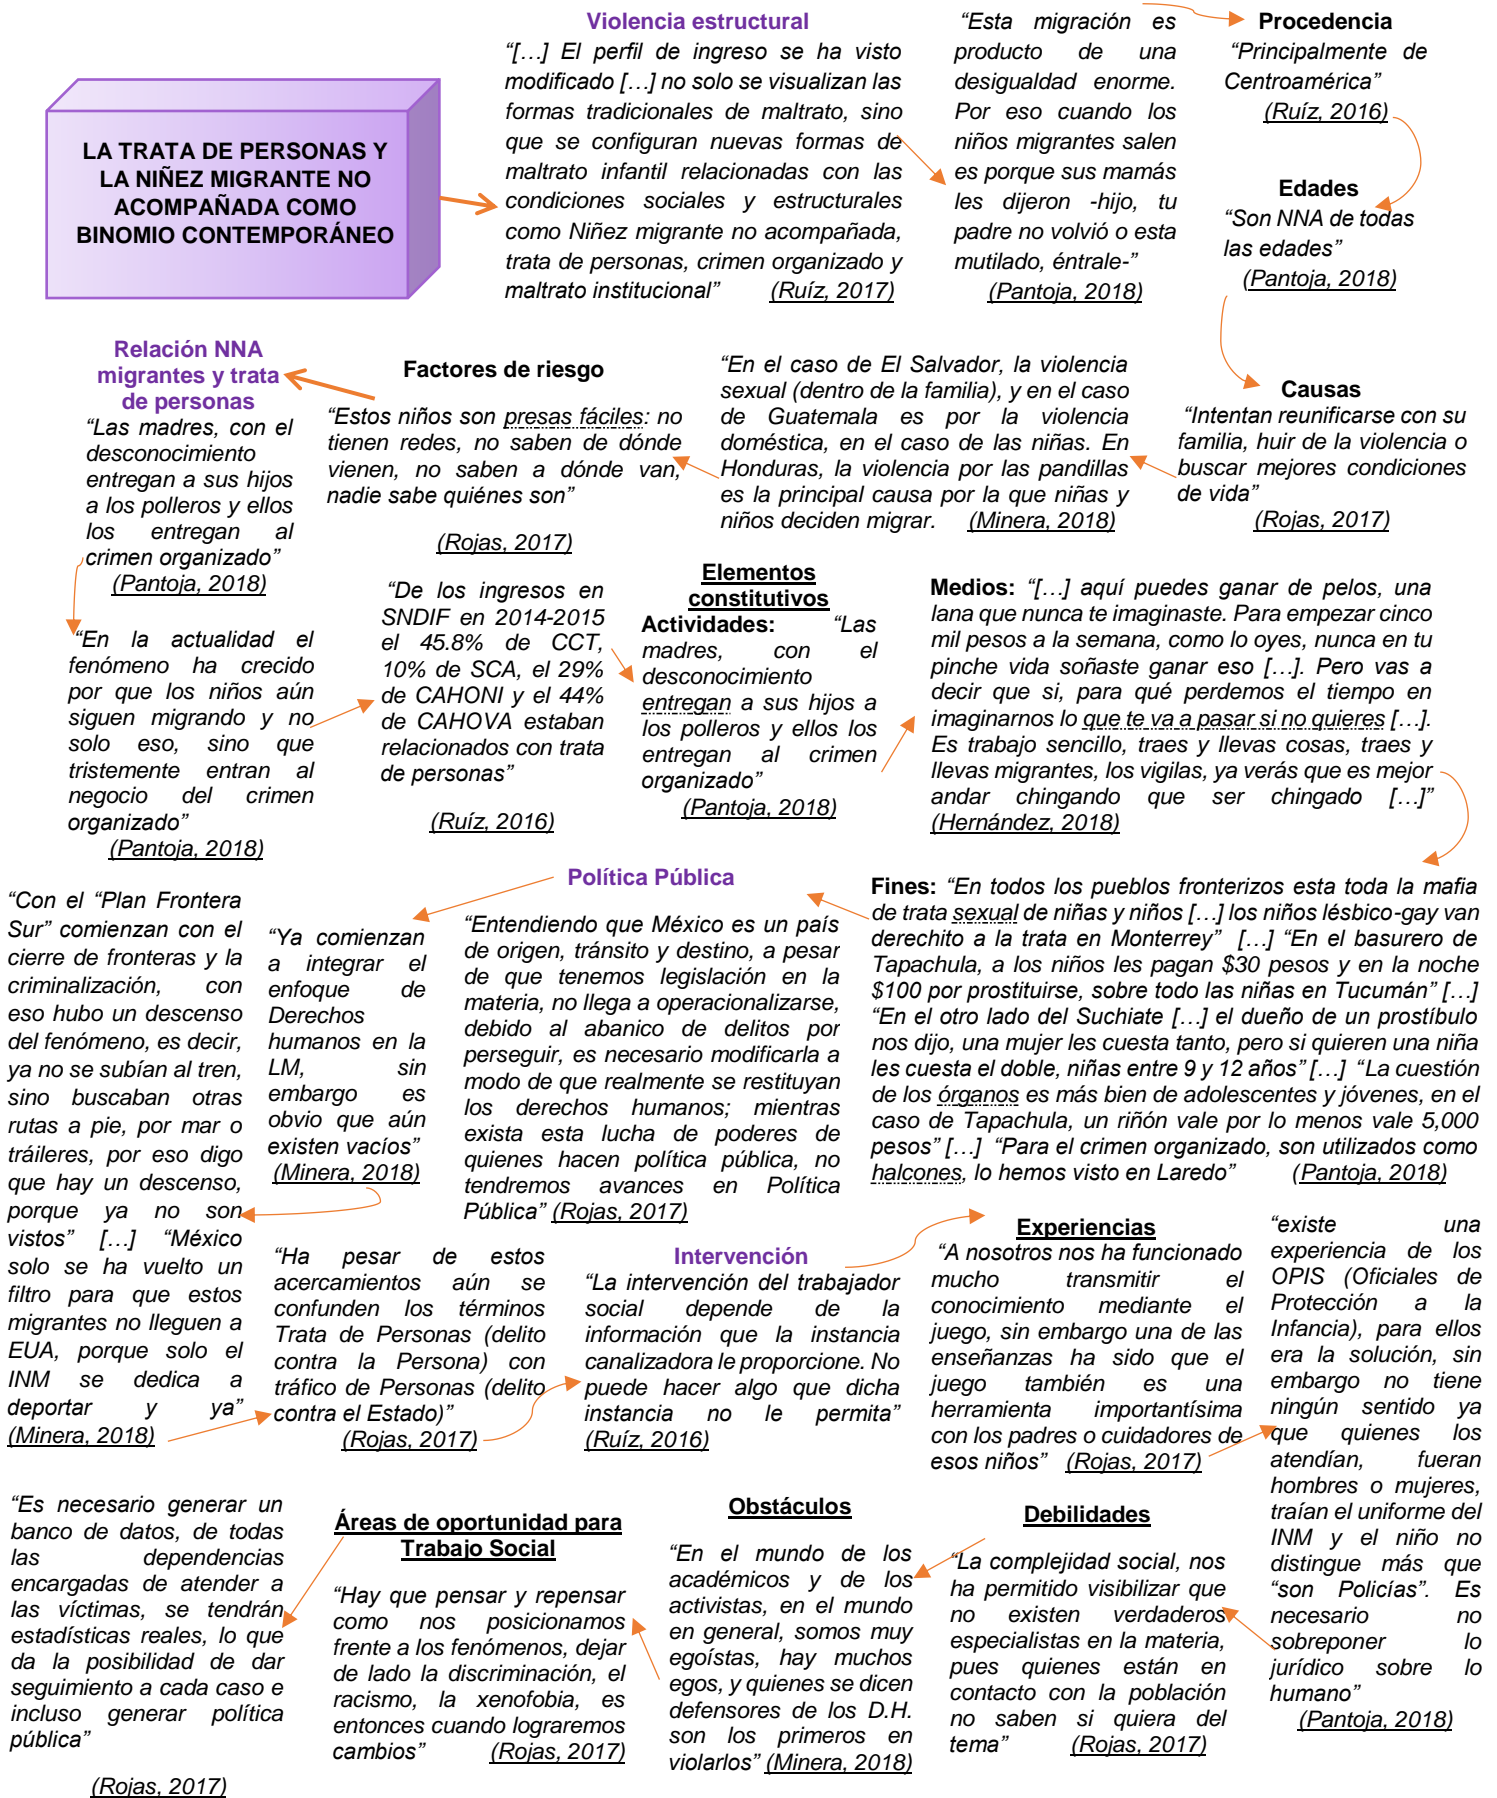 LA TRATA DE PERSONAS Y
LA NIÑEZ MIGRANTE NO
ACOMPAÑADA COMO
BINOMIO CONTEMPORÁNEO
Violencia estructural
“[…] El perfil de ingreso se ha visto
modificado […] no solo se visualizan las
formas tradicionales de maltrato, sino
que se configuran nuevas formas de
maltrato infantil relacionadas con las
condiciones sociales y estructurales
como Niñez migrante no acompañada,
trata de personas, crimen organizado y
maltrato institucional” (Ruíz, 2017)
“Esta migración es
producto de una
desigualdad enorme.
Por eso cuando los
niños migrantes salen
es porque sus mamás
les dijeron -hijo, tu
padre no volvió o esta
mutilado, éntrale-”
(Pantoja, 2018)
Procedencia
“Principalmente de
Centroamérica”
(Ruíz, 2016)
Edades
“Son NNA de todas
las edades”
(Pantoja, 2018)
Causas
“Intentan reunificarse con su
familia, huir de la violencia o
buscar mejores condiciones
de vida”
(Rojas, 2017)
“En el caso de El Salvador, la violencia
sexual (dentro de la familia), y en el caso
de Guatemala es por la violencia
doméstica, en el caso de las niñas. En
Honduras, la violencia por las pandillas
es la principal causa por la que niñas y
niños deciden migrar. (Minera, 2018)
Factores de riesgo
“Estos niños son presas fáciles: no
tienen redes, no saben de dónde
vienen, no saben a dónde van,
nadie sabe quiénes son”
(Rojas, 2017)
Relación NNA
migrantes y trata
de personas
“Las madres, con el
desconocimiento
entregan a sus hijos
a los polleros y ellos
los entregan al
crimen organizado”
(Pantoja, 2018)
“En la actualidad el
fenómeno ha crecido
por que los niños aún
siguen migrando y no
solo eso, sino que
tristemente entran al
negocio del crimen
organizado”
(Pantoja, 2018)
“De los ingresos en
SNDIF en 2014-2015
el 45.8% de CCT,
10% de SCA, el 29%
de CAHONI y el 44%
de CAHOVA estaban
relacionados con trata
de personas”
(Ruíz, 2016)
Elementos
constitutivos
Actividades: “Las
madres, con el
desconocimiento
entregan a sus hijos a
los polleros y ellos los
entregan al crimen
organizado”
(Pantoja, 2018)
Medios: “[…] aquí puedes ganar de pelos, una
lana que nunca te imaginaste. Para empezar cinco
mil pesos a la semana, como lo oyes, nunca en tu
pinche vida soñaste ganar eso […]. Pero vas a
decir que si, para qué perdemos el tiempo en
imaginarnos lo que te va a pasar si no quieres […].
Es trabajo sencillo, traes y llevas cosas, traes y
llevas migrantes, los vigilas, ya verás que es mejor
andar chingando que ser chingado […]”
(Hernández, 2018)
Fines: “En todos los pueblos fronterizos esta toda la mafia
de trata sexual de niñas y niños […] los niños lésbico-gay van
derechito a la trata en Monterrey” […] “En el basurero de
Tapachula, a los niños les pagan $30 pesos y en la noche
$100 por prostituirse, sobre todo las niñas en Tucumán” […]
“En el otro lado del Suchiate […] el dueño de un prostíbulo
nos dijo, una mujer les cuesta tanto, pero si quieren una niña
les cuesta el doble, niñas entre 9 y 12 años” […] “La cuestión
de los órganos es más bien de adolescentes y jóvenes, en el
caso de Tapachula, un riñón vale por lo menos vale 5,000
pesos” […] “Para el crimen organizado, son utilizados como
halcones, lo hemos visto en Laredo” (Pantoja, 2018)
Política Pública
“Entendiendo que México es un país
de origen, tránsito y destino, a pesar
de que tenemos legislación en la
materia, no llega a operacionalizarse,
debido al abanico de delitos por
perseguir, es necesario modificarla a
modo de que realmente se restituyan
los derechos humanos; mientras
exista esta lucha de poderes de
quienes hacen política pública, no
tendremos avances en Política
Pública” (Rojas, 2017)
“Ya comienzan
a integrar el
enfoque de
Derechos
humanos en la
LM, sin
embargo es
obvio que aún
existen vacíos”
(Minera, 2018)
“Con el “Plan Frontera
Sur” comienzan con el
cierre de fronteras y la
criminalización, con
eso hubo un descenso
del fenómeno, es decir,
ya no se subían al tren,
sino buscaban otras
rutas a pie, por mar o
tráileres, por eso digo
que hay un descenso,
porque ya no son
vistos” […] “México
solo se ha vuelto un
filtro para que estos
migrantes no lleguen a
EUA, porque solo el
INM se dedica a
deportar y ya”
(Minera, 2018)
“Ha pesar de estos
acercamientos aún se
confunden los términos
Trata de Personas (delito
contra la Persona) con
tráfico de Personas (delito
contra el Estado)”
(Rojas, 2017)
Intervención
“La intervención del trabajador
social depende de la
información que la instancia
canalizadora le proporcione. No
puede hacer algo que dicha
instancia no le permita”
(Ruíz, 2016)
Experiencias
“A nosotros nos ha funcionado
mucho transmitir el
conocimiento mediante el
juego, sin embargo una de las
enseñanzas ha sido que el
juego también es una
herramienta importantísima
con los padres o cuidadores de
esos niños” (Rojas, 2017)
“existe una
experiencia de los
OPIS (Oficiales de
Protección a la
Infancia), para ellos
era la solución, sin
embargo no tiene
ningún sentido ya
que quienes los
atendían, fueran
hombres o mujeres,
traían el uniforme del
INM y el niño no
distingue más que
“son Policías”. Es
necesario no
sobreponer lo
jurídico sobre lo
humano”
(Pantoja, 2018)
Debilidades
“La complejidad social, nos
ha permitido visibilizar que
no existen verdaderos
especialistas en la materia,
pues quienes están en
contacto con la población
no saben si quiera del
tema” (Rojas, 2017)
Obstáculos
“En el mundo de los
académicos y de los
activistas, en el mundo
en general, somos muy
egoístas, hay muchos
egos, y quienes se dicen
defensores de los D.H.
son los primeros en
violarlos” (Minera, 2018)
Áreas de oportunidad para
Trabajo Social
“Hay que pensar y repensar
como nos posicionamos
frente a los fenómenos, dejar
de lado la discriminación, el
racismo, la xenofobia, es
entonces cuando lograremos
cambios” (Rojas, 2017)
“Es necesario generar un
banco de datos, de todas
las dependencias
encargadas de atender a
las víctimas, se tendrán
estadísticas reales, lo que
da la posibilidad de dar
seguimiento a cada caso e
incluso generar política
pública”
(Rojas, 2017)